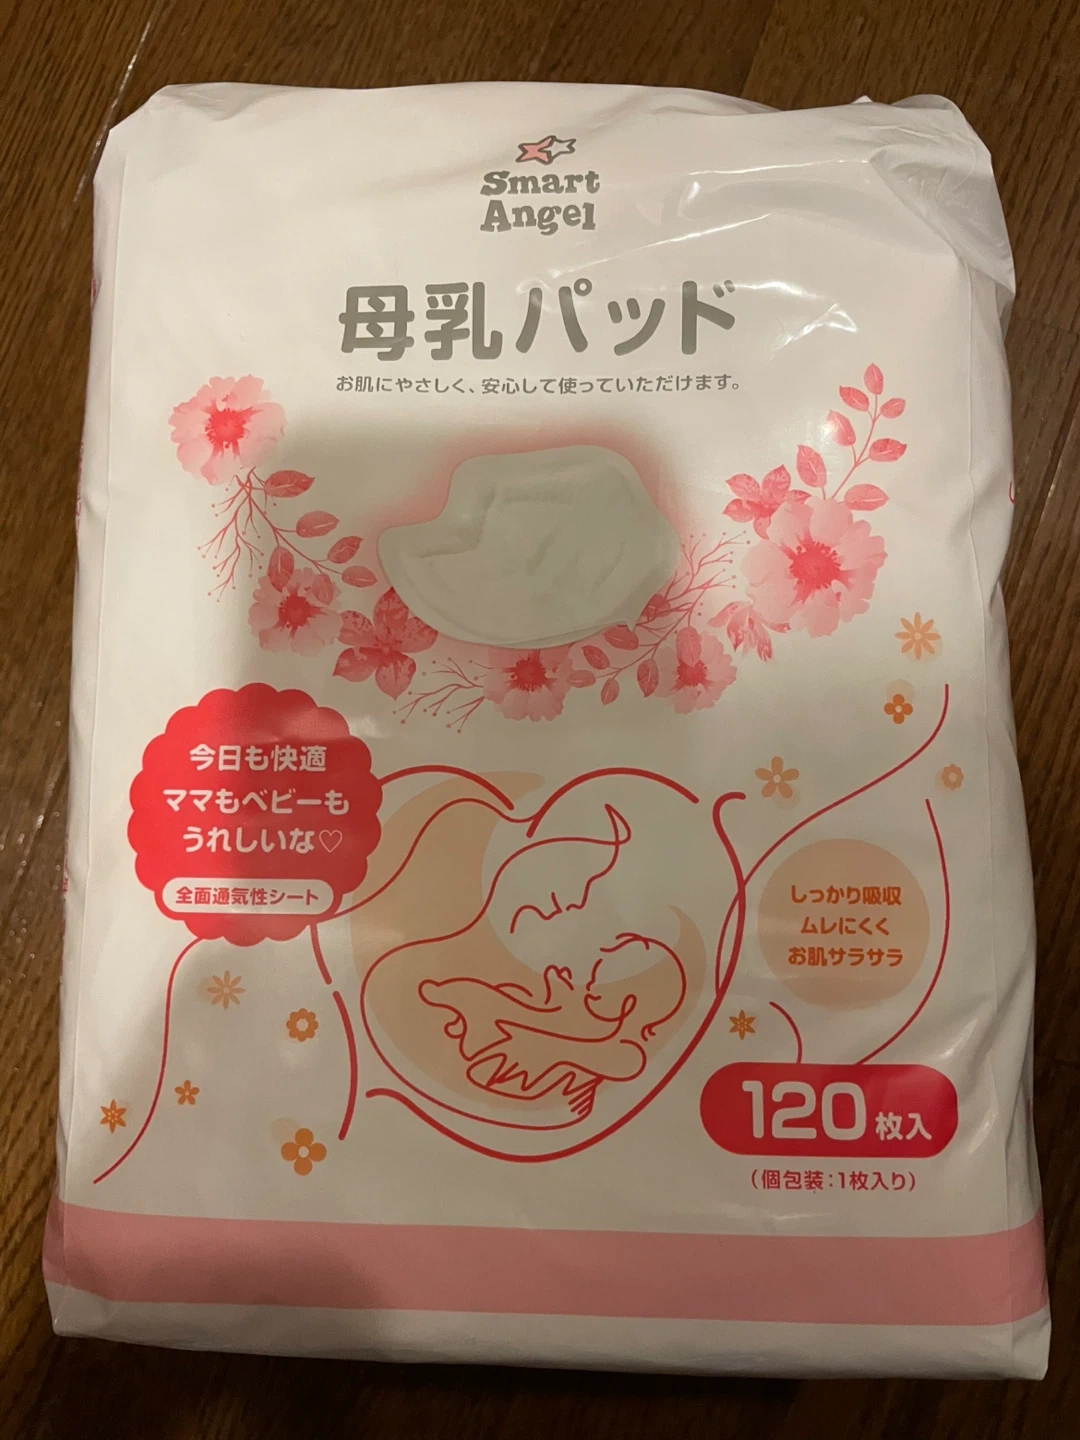 Smart
Angel
母乳パッド
お肌にやさしく、安心して使っていただけます。
今日も快適
ママもベビーも
うれしいな♡
全面通気性シート
しっかり吸収
ムレにくく
お肌サラサラ
120枚入
(個包装:1枚入り)